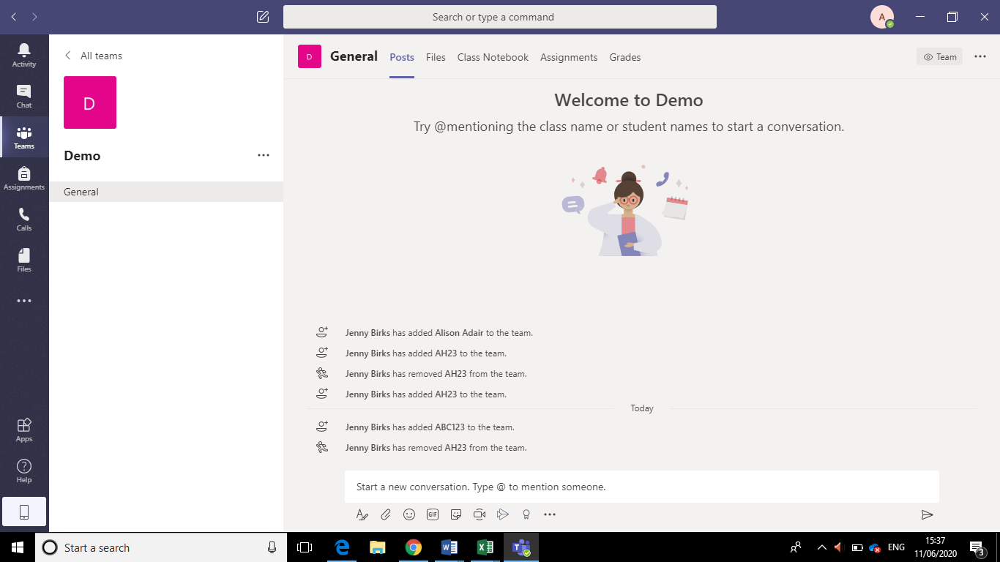 Search or type a command
A
Activity
Chat
Teams
Assignments
Calls
Files
Apps
Help
All teams
D
Demo
General
D
General
Posts
Files
Class Notebook
Assignments
Grades
Team
Welcome to Demo
Try @mentioning the class name or student names to start a conversation.
Jenny Birks has added Alison Adair to the team.
Jenny Birks has added AH23 to the team.
Jenny Birks has removed AH23 from the team.
Jenny Birks has added AH23 to the team.
Today
Jenny Birks has added ABC123 to the team.
Jenny Birks has removed AH23 from the team.
Start a new conversation. Type @ to mention someone.
GIF
Start a search
ENG
15:37
11/06/2020
3